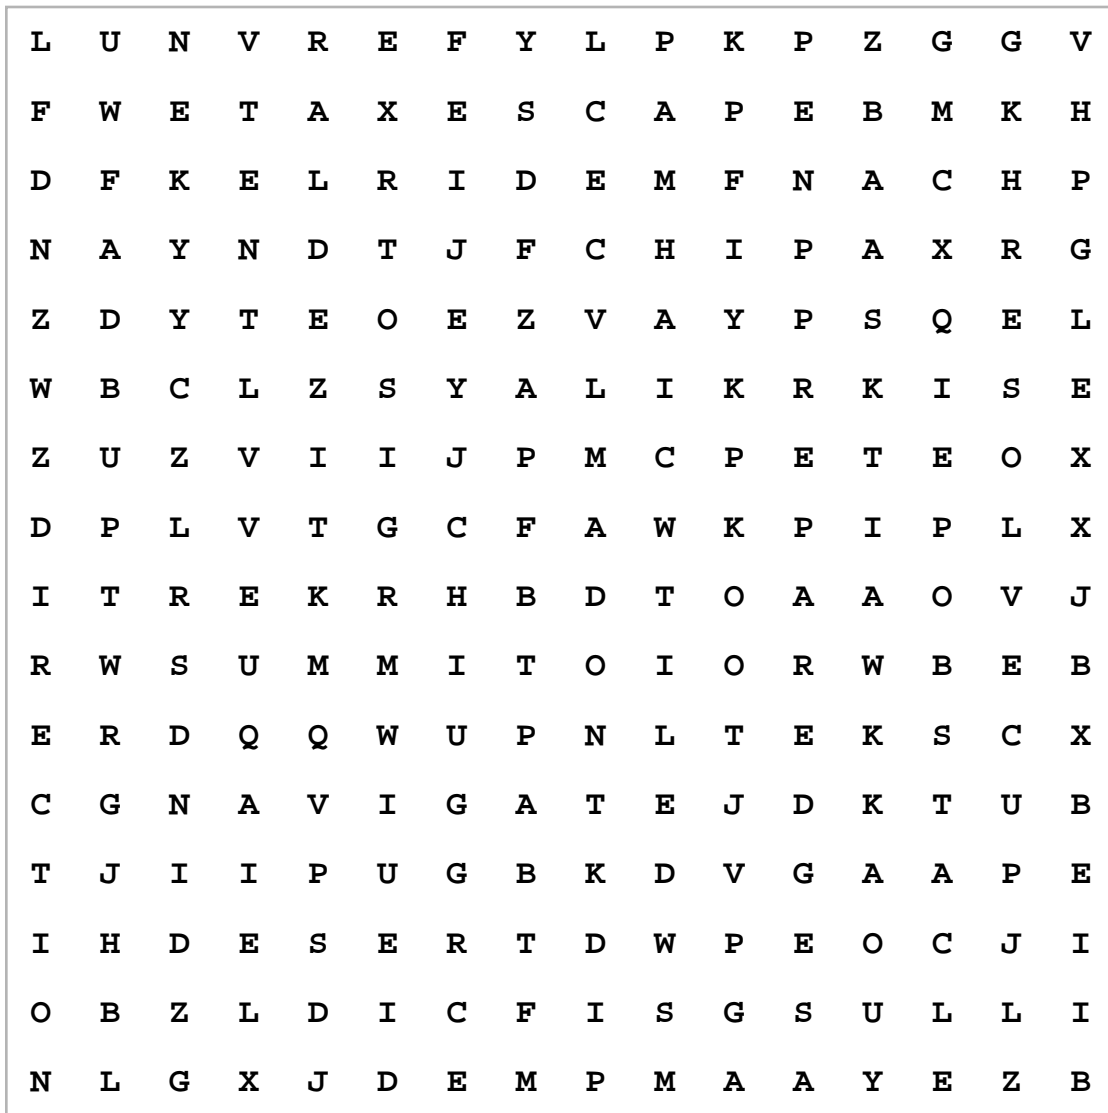 L U N V R E F Y L P K P Z G G V
F W E T A X E S C A P E B M K H
D F K E L R I D E M F N A C H P
N A Y N D T J F C H I P A X R G
Z D Y T E O E Z V A Y P S Q E L
W B C L Z S Y A L I K R K I S E
Z U Z V I I J P M C P E T E O X
D P L V T G C F A W K P I P L X
I T R E K R H B D T O A A O V J
R W S U M M I T O I O R W B E B
E R D Q Q W U P N L T E K S C X
C G N A V I G A T E J D K T U B
T J I I P U G B K D V G A A P E
I H D E S E R T D W P E O C J I
O B Z L D I C F I S G S U L L I
N L G X J D E M P M A A Y E Z B